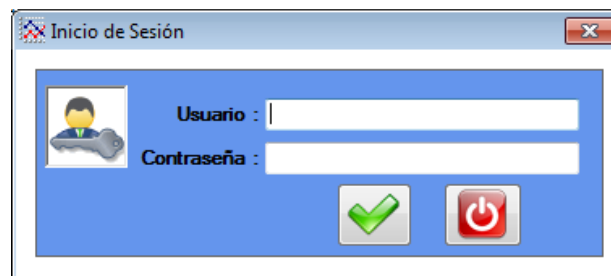 Inicio de Sesión
Usuario :
Contraseña :